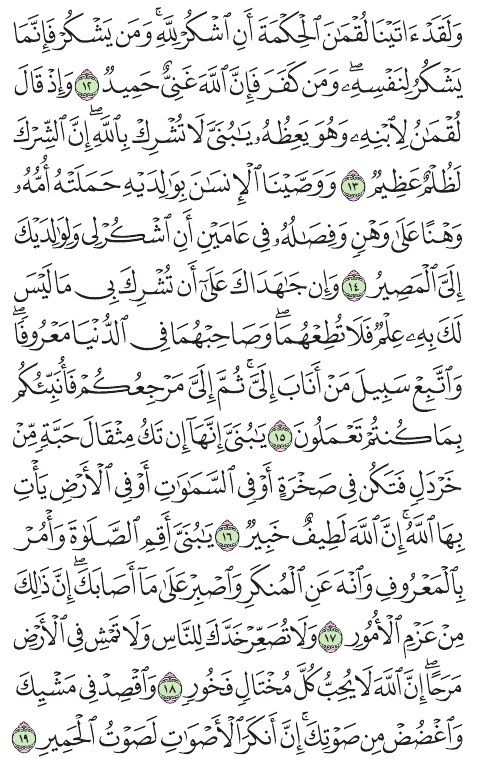 وَلَقَدْ ءَاتَيْنَا لُقْمَٰنَ ٱلْحِكْمَةَ أَنِ ٱشْكُرْ لِلَّهِ ۚ وَمَن يَشْكُرْ فَإِنَّمَا
يَشْكُرُ لِنَفْسِهِۦ ۖ وَمَن كَفَرَ فَإِنَّ ٱللَّهَ غَنِىٌّ حَمِيدٌ ١٢ وَإِذْ قَالَ
لُقْمَٰنُ لِٱبْنِهِۦ وَهُوَ يَعِظُهُۥ يَٰبُنَىَّ لَا تُشْرِكْ بِٱللَّهِ ۖ إِنَّ ٱلشِّرْكَ
لَظُلْمٌ عَظِيمٌ ١٣ وَوَصَّيْنَا ٱلْإِنسَٰنَ بِوَٰلِدَيْهِ حَمَلَتْهُ أُمُّهُۥ
وَهْنًا عَلَىٰ وَهْنٍ وَفِصَٰلُهُۥ فِى عَامَيْنِ أَنِ ٱشْكُرْ لِى وَلِوَٰلِدَيْكَ
إِلَىَّ ٱلْمَصِيرُ ١٤ وَإِن جَٰهَدَاكَ عَلَىٰٓ أَن تُشْرِكَ بِى مَا لَيْسَ
لَكَ بِهِۦ عِلْمٌ فَلَا تُطِعْهُمَا ۖ وَصَاحِبْهُمَا فِى ٱلدُّنْيَا مَعْرُوفًا ۖ
وَٱتَّبِعْ سَبِيلَ مَنْ أَنَابَ إِلَىَّ ۚ ثُمَّ إِلَىَّ مَرْجِعُكُمْ فَأُنَبِّئُكُم
بِمَا كُنتُمْ تَعْمَلُونَ ١٥ يَٰبُنَىَّ إِنَّهَآ إِن تَكُ مِثْقَالَ حَبَّةٍ مِّنْ
خَرْدَلٍ فَتَكُن فِى صَخْرَةٍ أَوْ فِى ٱلسَّمَٰوَٰتِ أَوْ فِى ٱلْأَرْضِ يَأْتِ
بِهَا ٱللَّهُ ۚ إِنَّ ٱللَّهَ لَطِيفٌ خَبِيرٌ ١٦ يَٰبُنَىَّ أَقِمِ ٱلصَّلَوٰةَ وَأْمُرْ
بِٱلْمَعْرُوفِ وَٱنْهَ عَنِ ٱلْمُنكَرِ وَٱصْبِرْ عَلَىٰ مَآ أَصَابَكَ ۖ إِنَّ ذَٰلِكَ
مِنْ عَزْمِ ٱلْأُمُورِ ١٧ وَلَا تُصَعِّرْ خَدَّكَ لِلنَّاسِ وَلَا تَمْشِ فِى ٱلْأَرْضِ
مَرَحًا ۖ إِنَّ ٱللَّهَ لَا يُحِبُّ كُلَّ مُخْتَالٍ فَخُورٍ ١٨ وَٱقْصِدْ فِى مَشْيِكَ
وَٱغْضُضْ مِن صَوْتِكَ ۚ إِنَّ أَنكَرَ ٱلْأَصْوَٰتِ لَصَوْتُ ٱلْحَمِيرِ ١٩